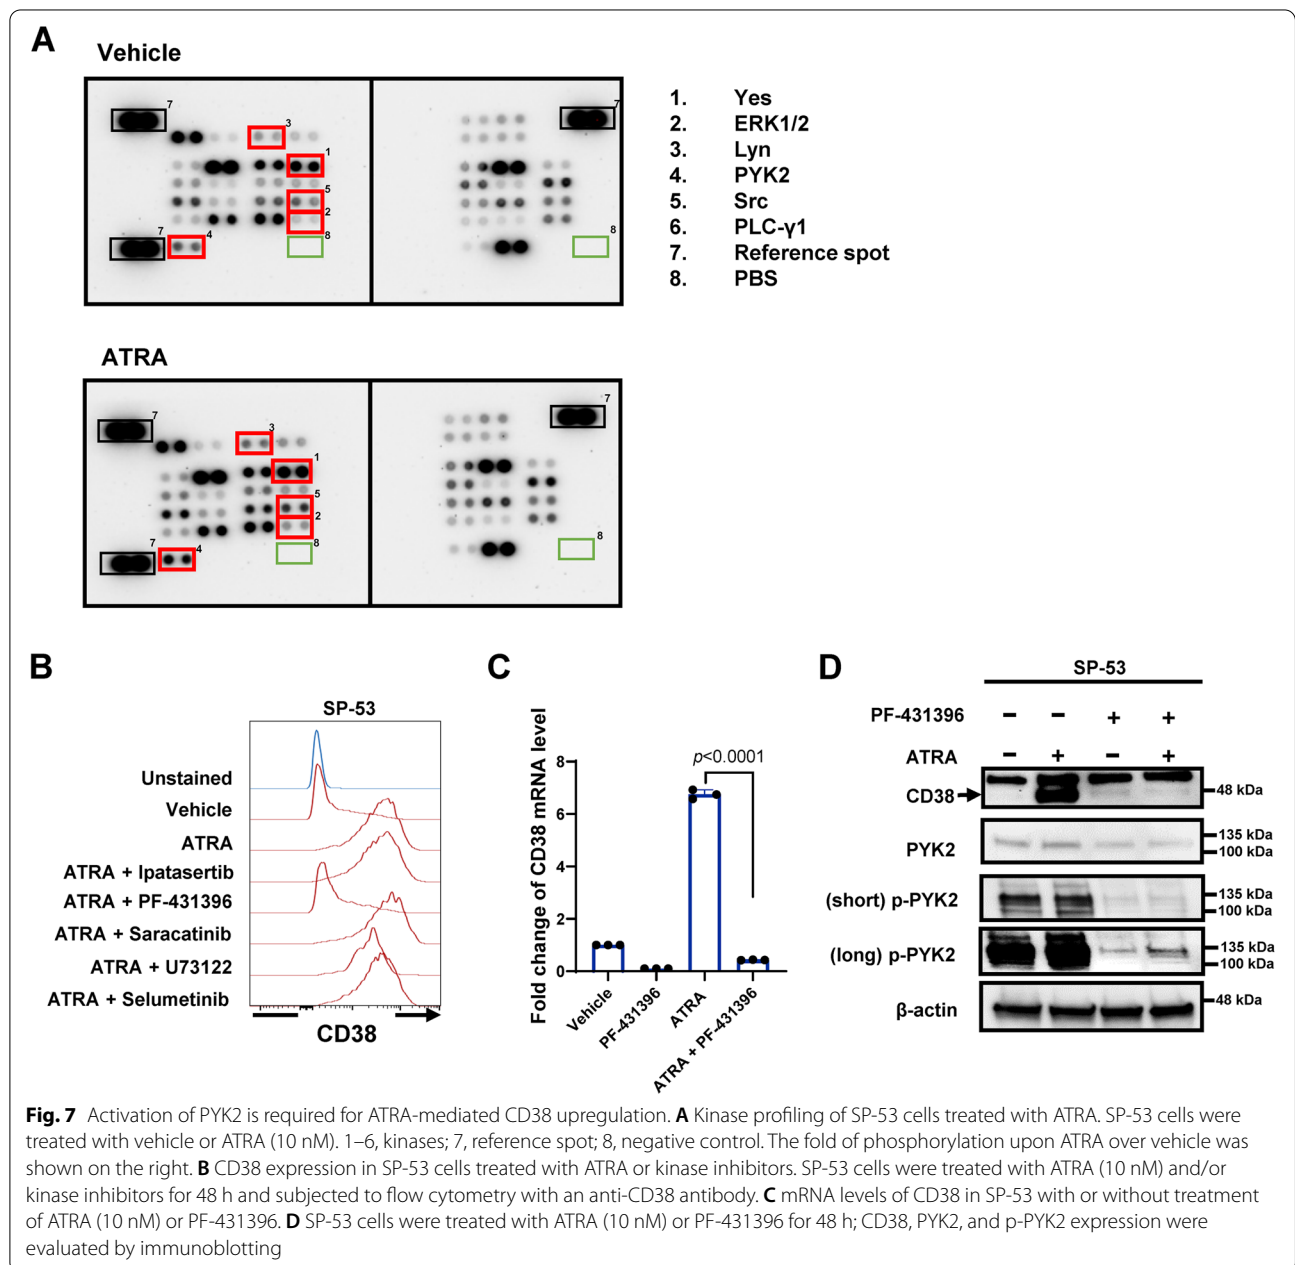 A
Vehicle
7
3
1
5
2
8
7
4
7
8
1. Yes
2. ERK1/2
3. Lyn
4. PYK2
5. Src
6. PLC-γ1
7. Reference spot
8. PBS
ATRA
7
3
1
5
2
8
7
4
7
8
B
SP-53
Unstained
Vehicle
ATRA
ATRA + Ipatasertib
ATRA + PF-431396
ATRA + Saracatinib
ATRA + U73122
ATRA + Selumetinib
CD38
C
Fold change of CD38 mRNA level
8
6
4
2
0
p<0.0001
Vehicle
PF-431396
ATRA
ATRA + PF-431396
D
SP-53
PF-431396 − − + +
ATRA − + − +
CD38 48 kDa
PYK2 135 kDa
100 kDa
(short) p-PYK2 135 kDa
100 kDa
(long) p-PYK2 135 kDa
100 kDa
β-actin 48 kDa
Fig. 7 Activation of PYK2 is required for ATRA-mediated CD38 upregulation. A Kinase profiling of SP-53 cells treated with ATRA. SP-53 cells were
treated with vehicle or ATRA (10 nM). 1–6, kinases; 7, reference spot; 8, negative control. The fold of phosphorylation upon ATRA over vehicle was
shown on the right. B CD38 expression in SP-53 cells treated with ATRA or kinase inhibitors. SP-53 cells were treated with ATRA (10 nM) and/or
kinase inhibitors for 48 h and subjected to flow cytometry with an anti-CD38 antibody. C mRNA levels of CD38 in SP-53 with or without treatment
of ATRA (10 nM) or PF-431396. D SP-53 cells were treated with ATRA (10 nM) or PF-431396 for 48 h; CD38, PYK2, and p-PYK2 expression were
evaluated by immunoblotting